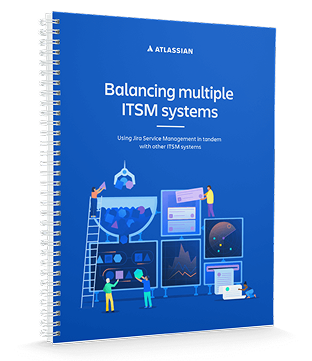 ATLASSIAN
Balancing multiple
ITSM systems
Using Jira Service Management in tandem
with other ITSM systems